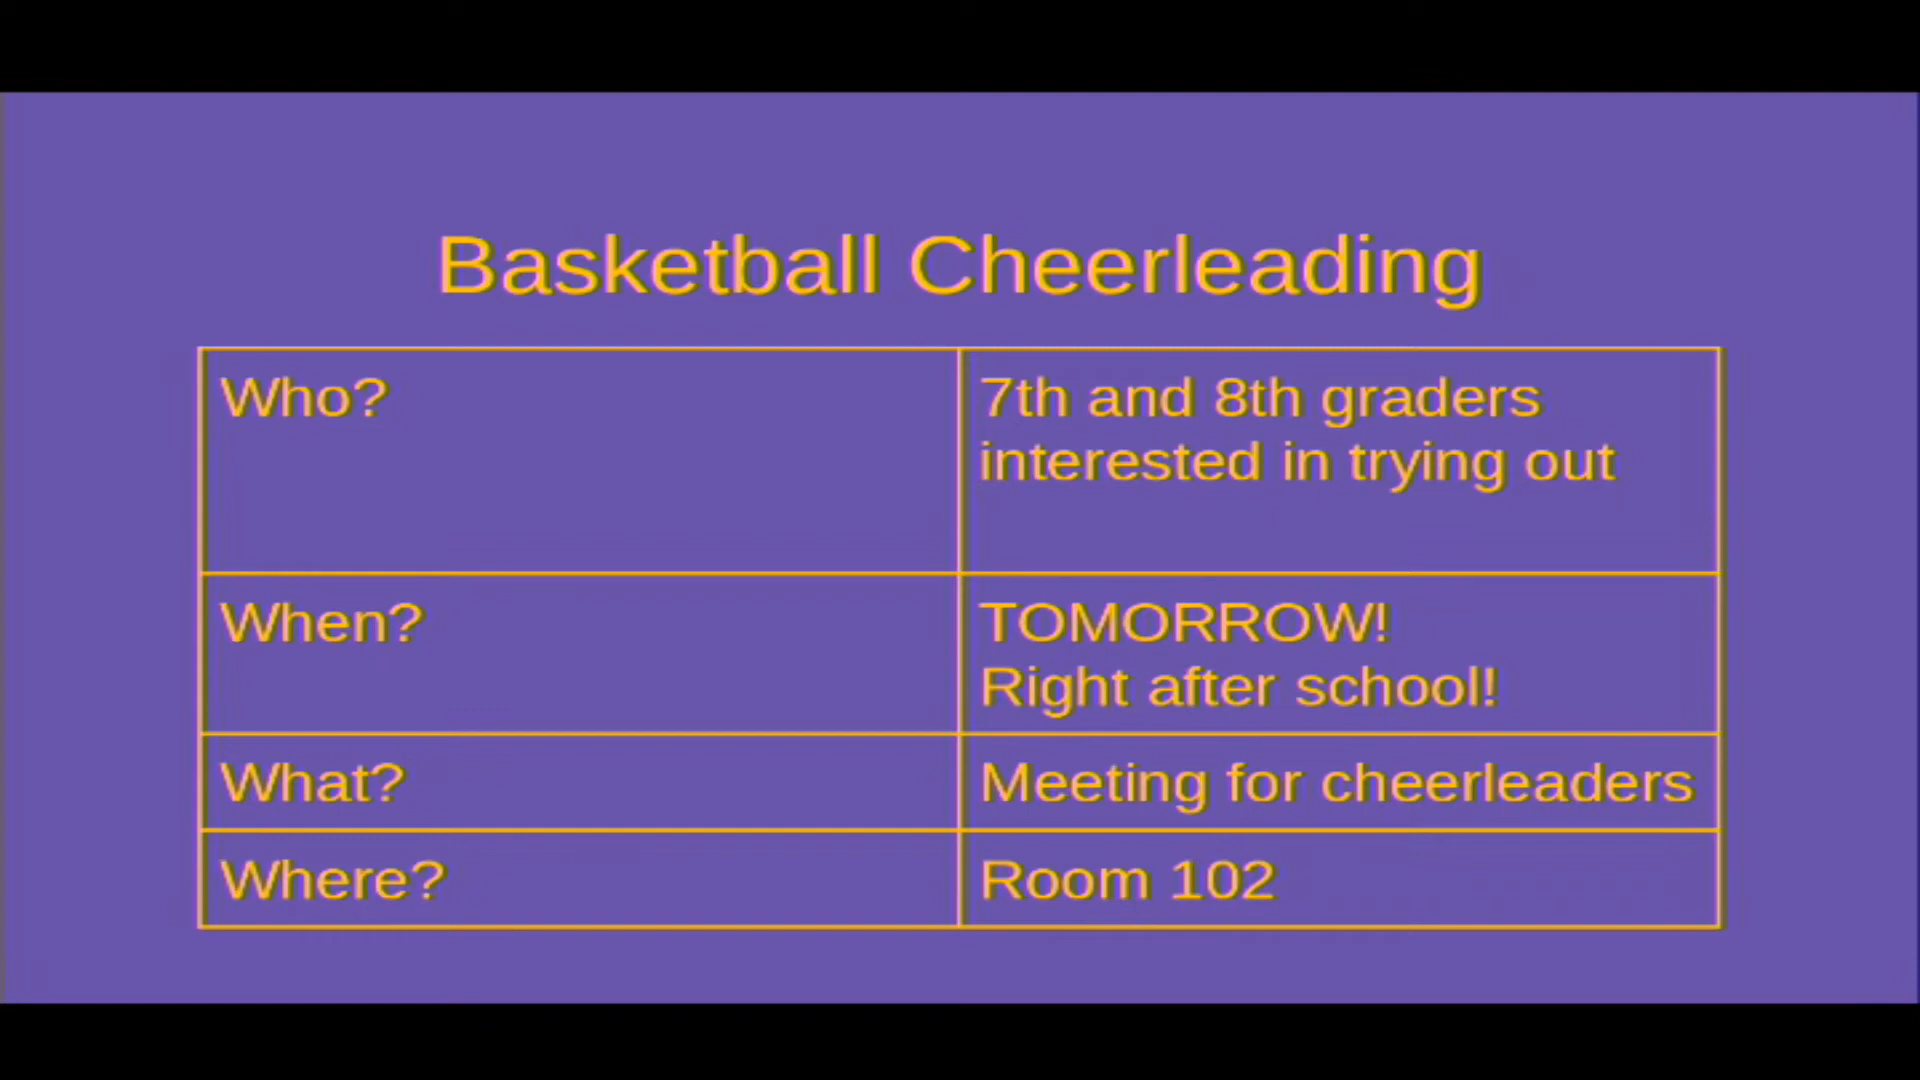 Basketball Cheerleading
Who?
7th and 8th graders
interested in trying out
When?
TOMORROW!
Right after school!
What?
Meeting for cheerleaders
Where?
Room 102